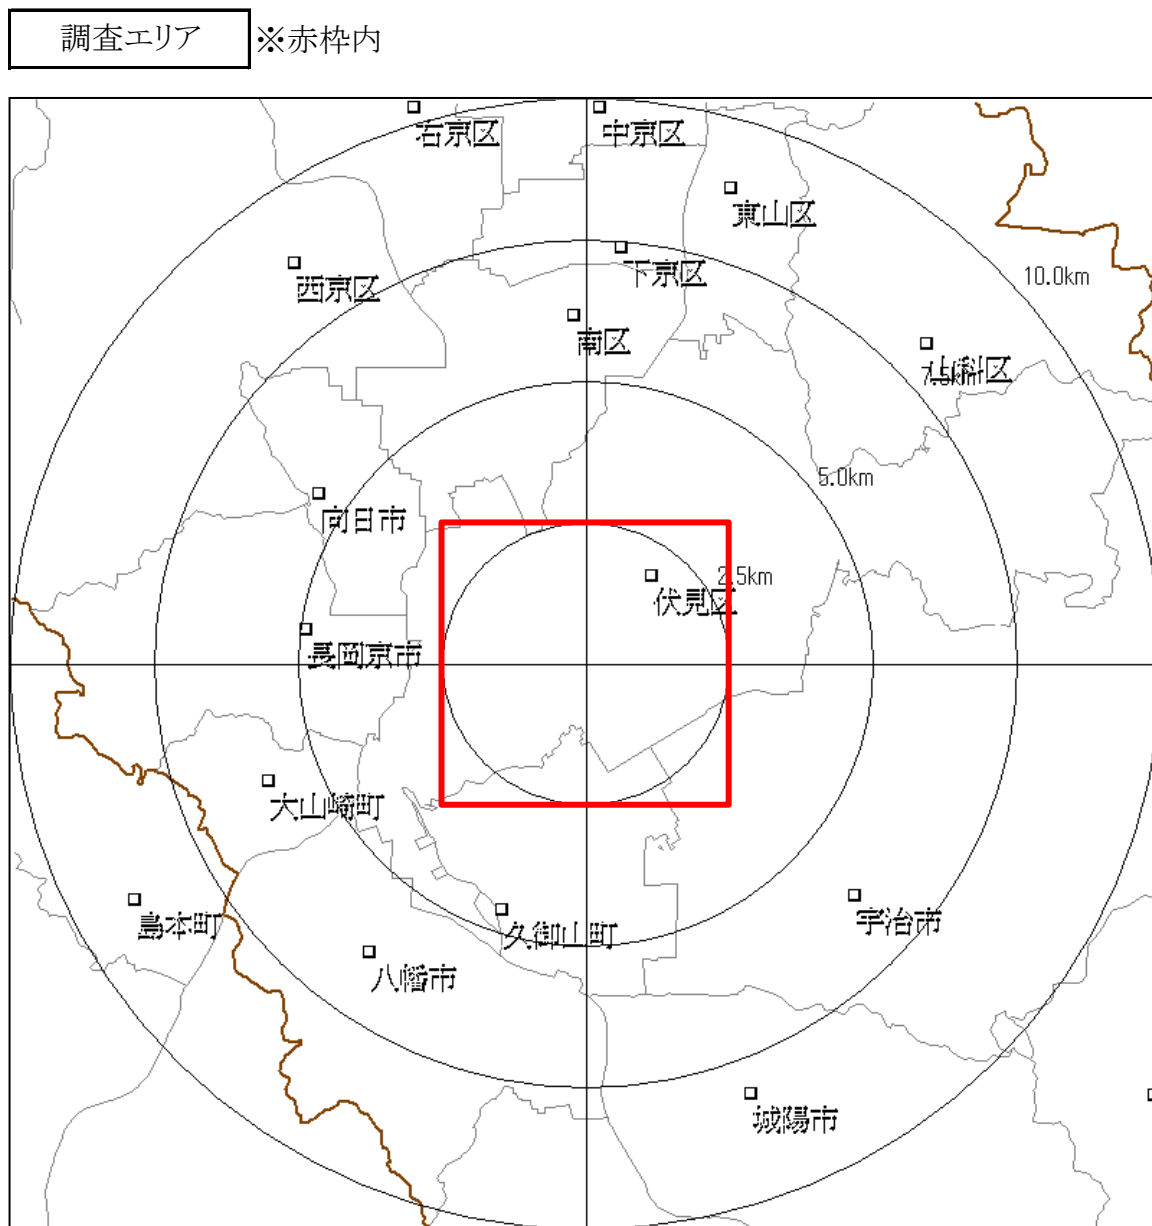 調査エリア ※赤枠内
右京区
中京区
東山区
下京区
西京区
10.0km
南区
山科区
7.5km
5.0km
向日市
2.5km
伏見区
長岡京市
大山崎町
島本町
久御山町
宇治市
八幡市
城陽市